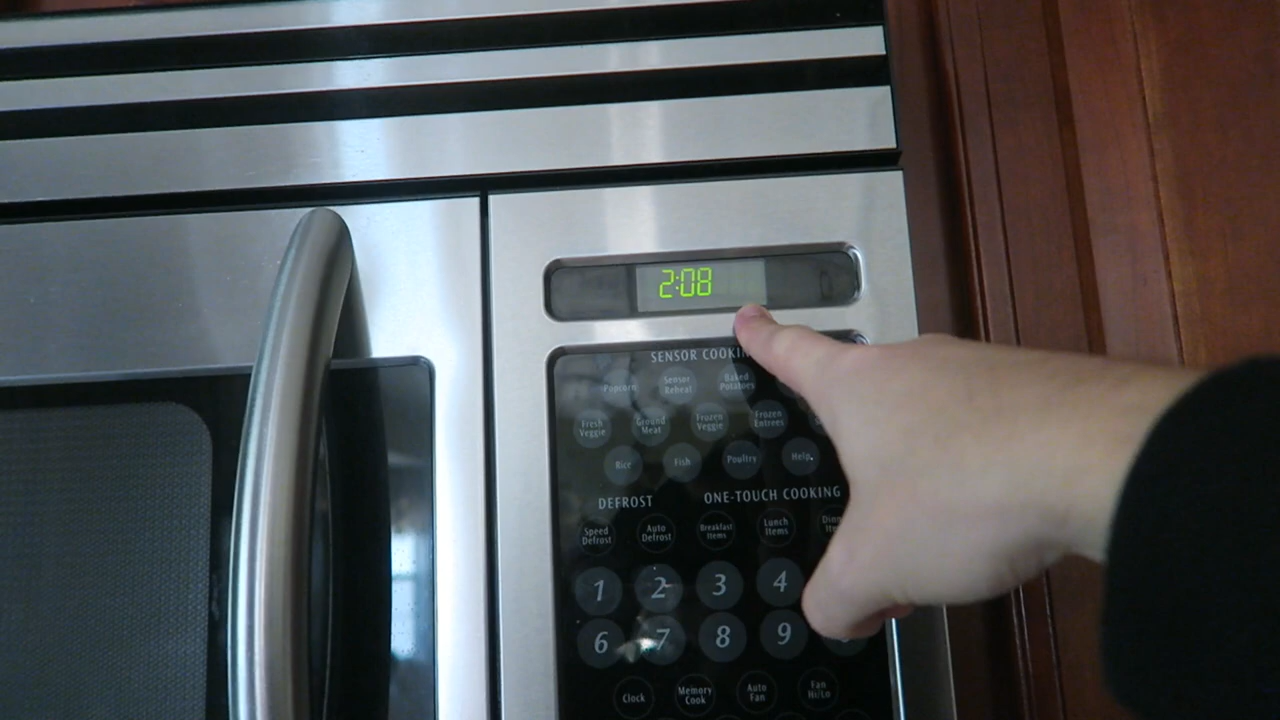 2:08
SENSOR COOKIN
Popcorn Sensor Reheat Baked Potatoes
Fresh Veggie Ground Meat Frozen Veggie Frozen Entrees
Rice Fish Poultry Help
DEFROST ONE-TOUCH COOKING
Speed Defrost Auto Defrost Breakfast Items Lunch Items
1 2 3 4
6 7 8 9
Clock Memory Cook Auto Fan Fan Hi/Lo